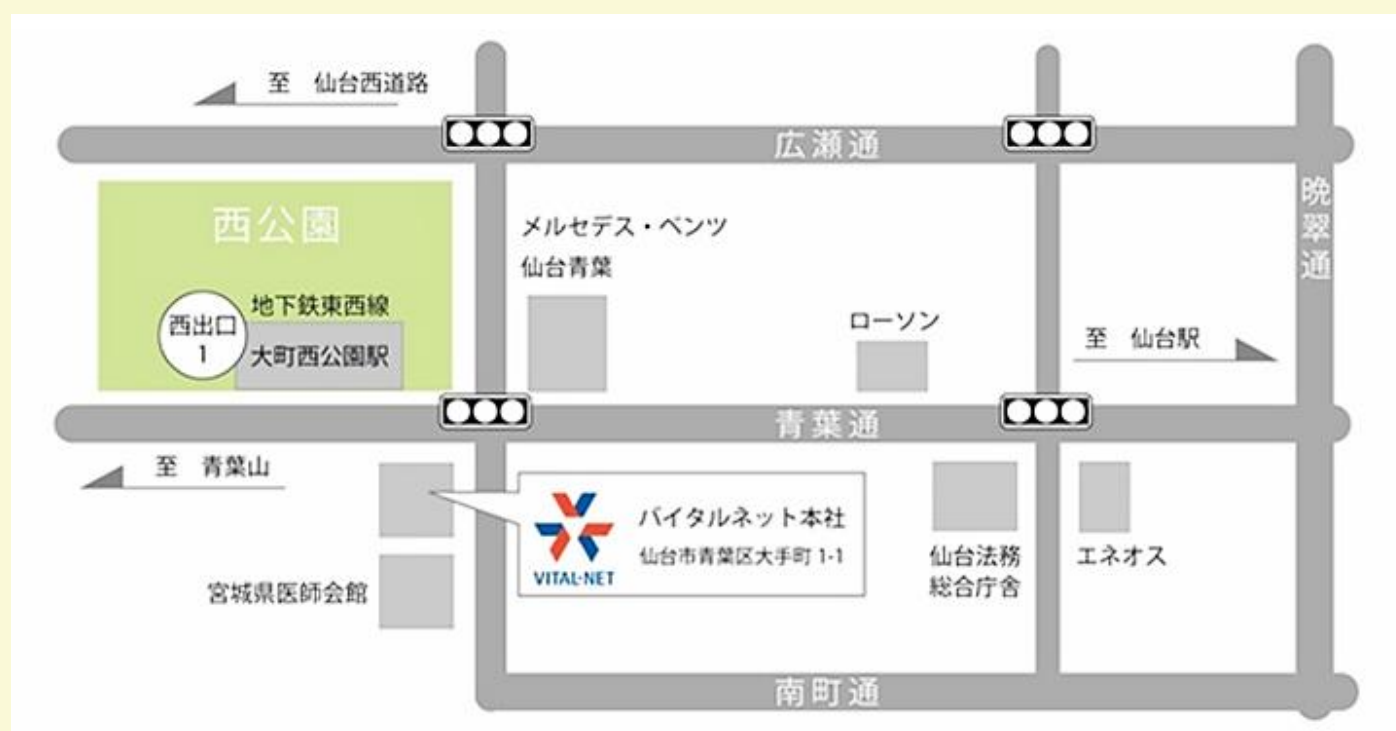 至 仙台西道路
広瀬通
西公園
メルセデス・ベンツ
仙台青葉
晩翠通
地下鉄東西線
西出口
1
大町西公園駅
ローソン
至 仙台駅
青葉通
至 青葉山
バイタルネット本社
仙台市青葉区大手町 1-1
VITAL-NET
仙台法務
総合庁舎
エネオス
宮城県医師会館
南町通